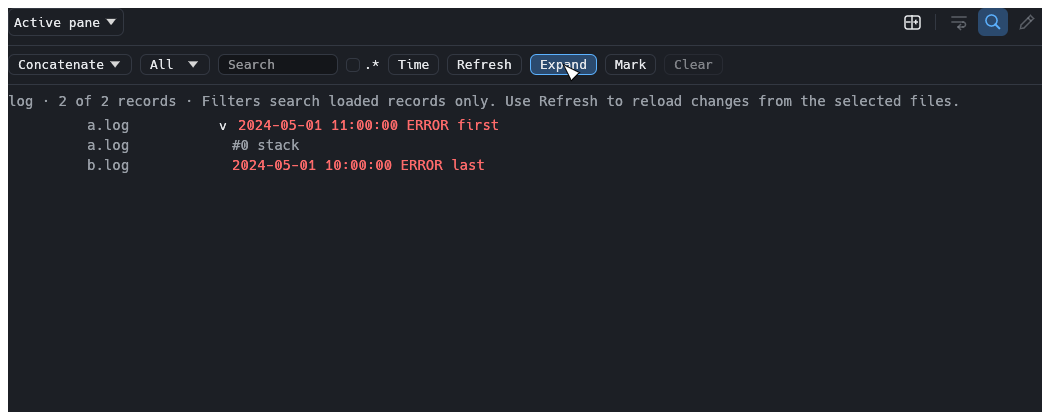 Active pane
Concatenate All Search .* Time Refresh Expand Mark Clear
log · 2 of 2 records · Filters search loaded records only. Use Refresh to reload changes from the selected files.
a.log v 2024-05-01 11:00:00 ERROR first
a.log #0 stack
b.log 2024-05-01 10:00:00 ERROR last